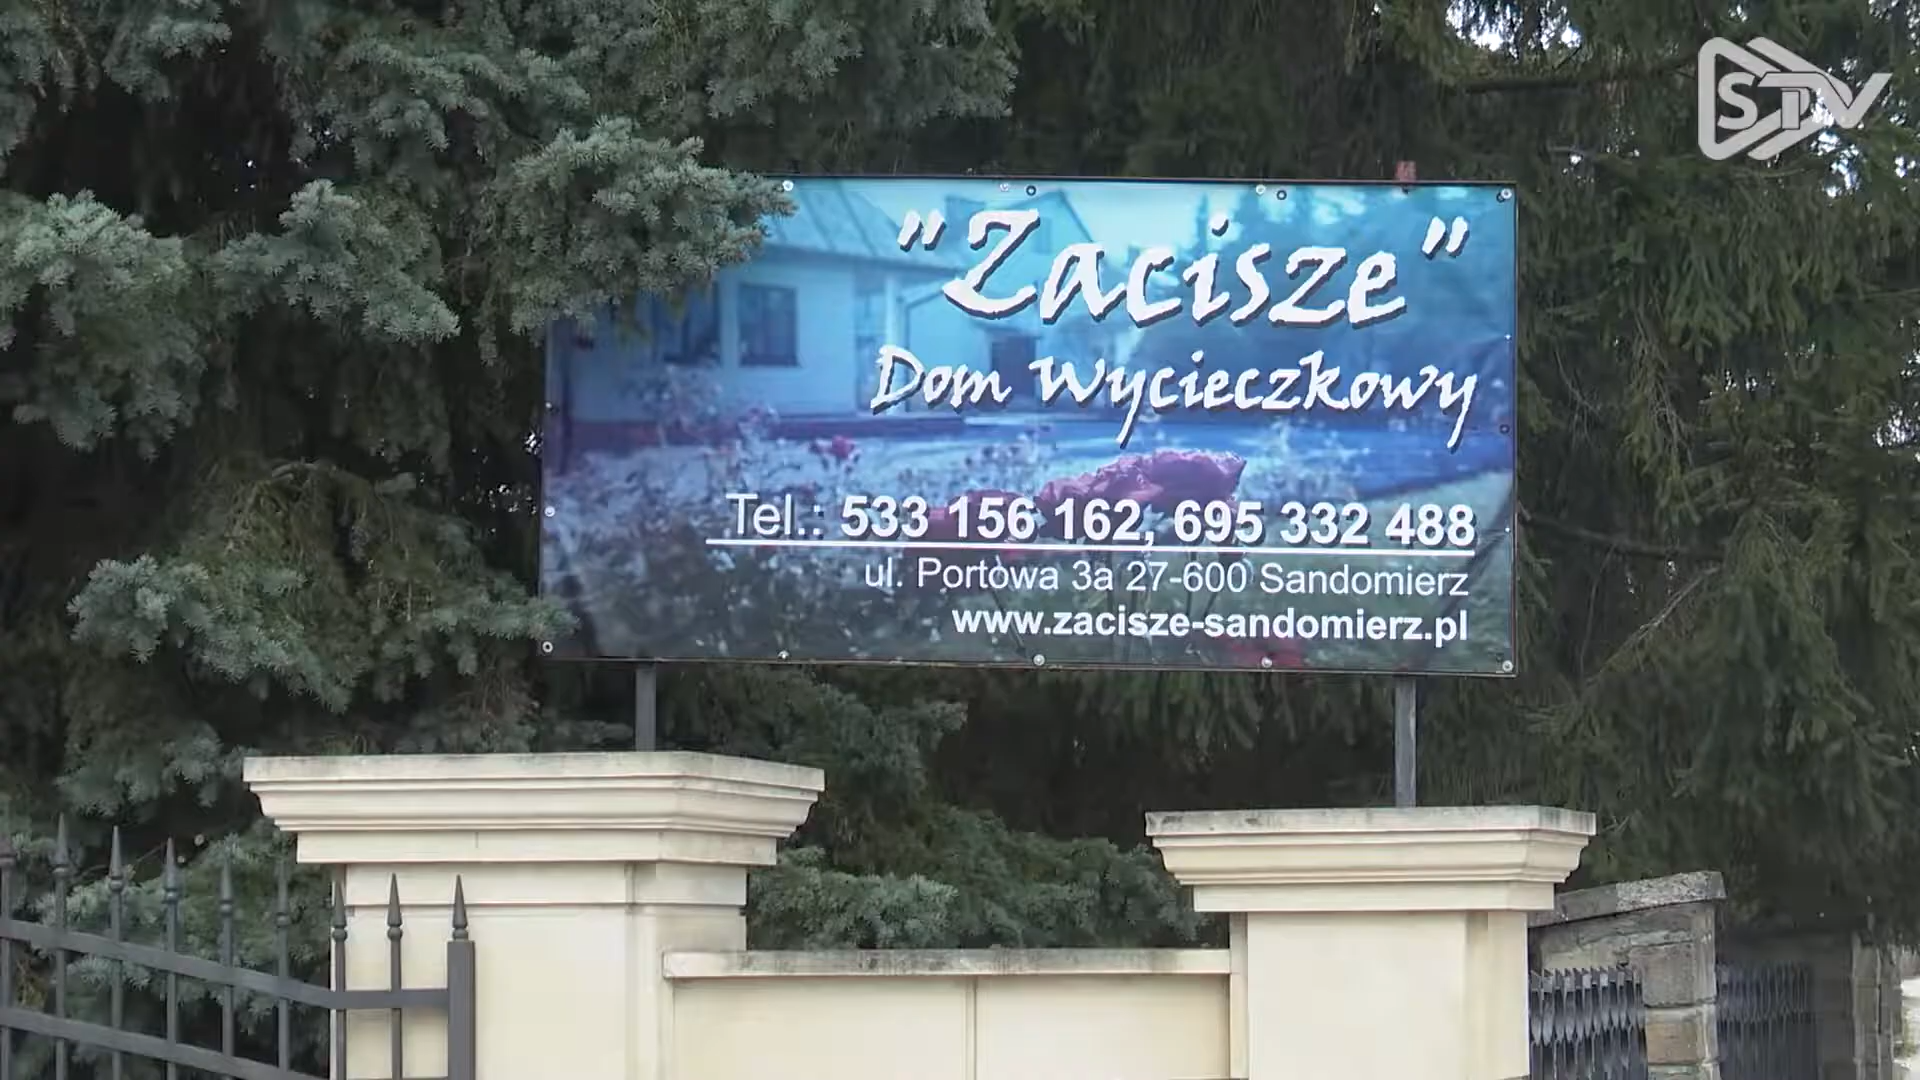 STV
"Zacisze"
Dom Wycieczkowy
Tel.: 533 156 162, 695 332 488
ul. Portowa 3a 27-600 Sandomierz
www.zacisze-sandomierz.pl